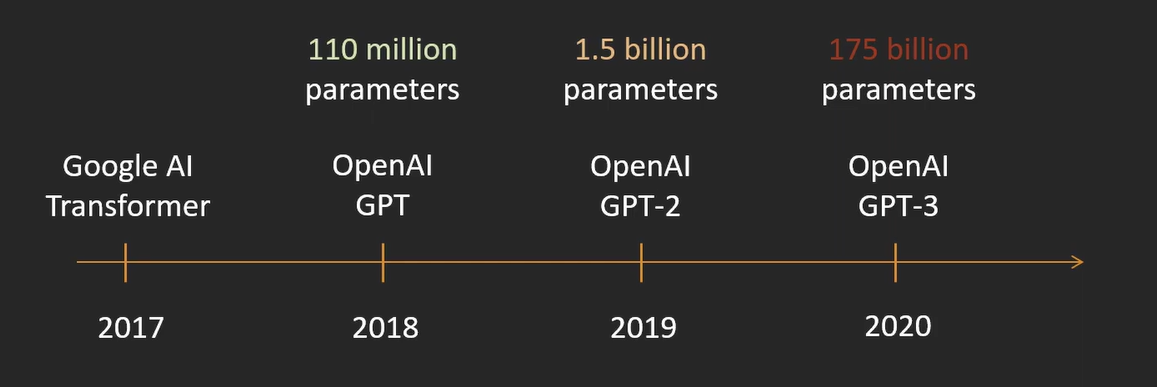 110 million
parameters
1.5 billion
parameters
175 billion
parameters
Google AI
Transformer
OpenAI
GPT
OpenAI
GPT-2
OpenAI
GPT-3
2017
2018
2019
2020